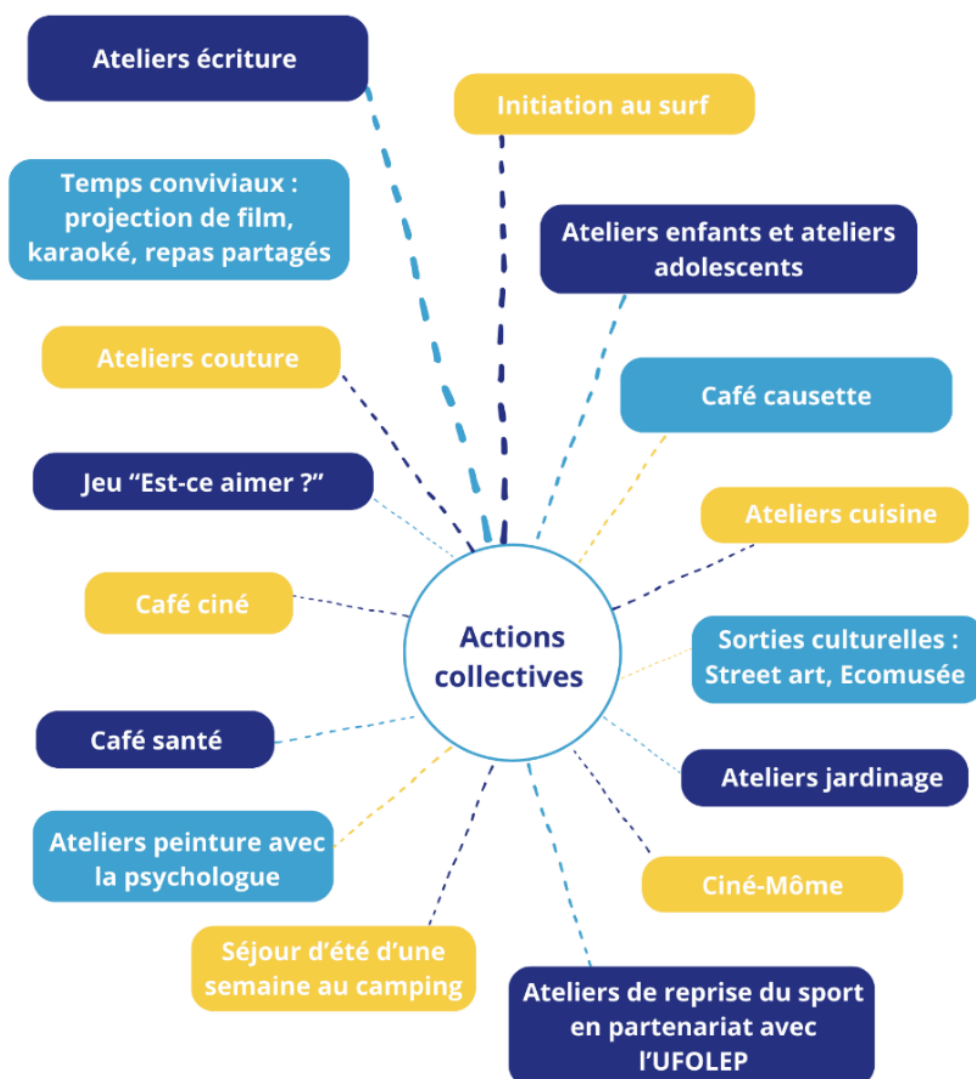 Ateliers écriture
Initiation au surf
Temps conviviaux :
projection de film,
karaoké, repas partagés
Ateliers enfants et ateliers
adolescents
Ateliers couture
Café causette
Jeu “Est-ce aimer ?”
Ateliers cuisine
Café ciné
Actions
collectives
Sorties culturelles :
Street art, Ecomusée
Café santé
Ateliers jardinage
Ateliers peinture avec
la psychologue
Ciné-Môme
Séjour d’été d’une
semaine au camping
Ateliers de reprise du sport
en partenariat avec
l’UFOLEP